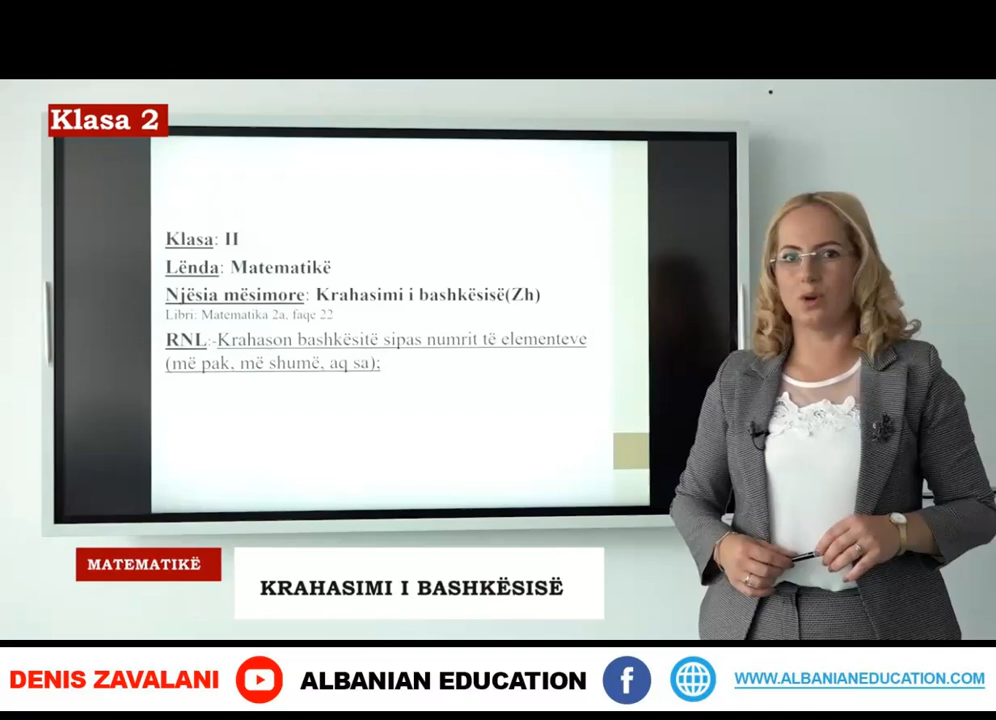 Klasa 2
Klasa: II
Lënda: Matematikë
Njësia mësimore: Krahasimi i bashkësisë(Zh)
Libri: Matematika 2a, faqe 22
RNL:-Krahason bashkësitë sipas numrit të elementeve
(më pak, më shumë, aq sa);
MATEMATIKË
KRAHASIMI I BASHKËSISË
DENIS ZAVALANI
ALBANIAN EDUCATION
WWW.ALBANIANEDUCATION.COM